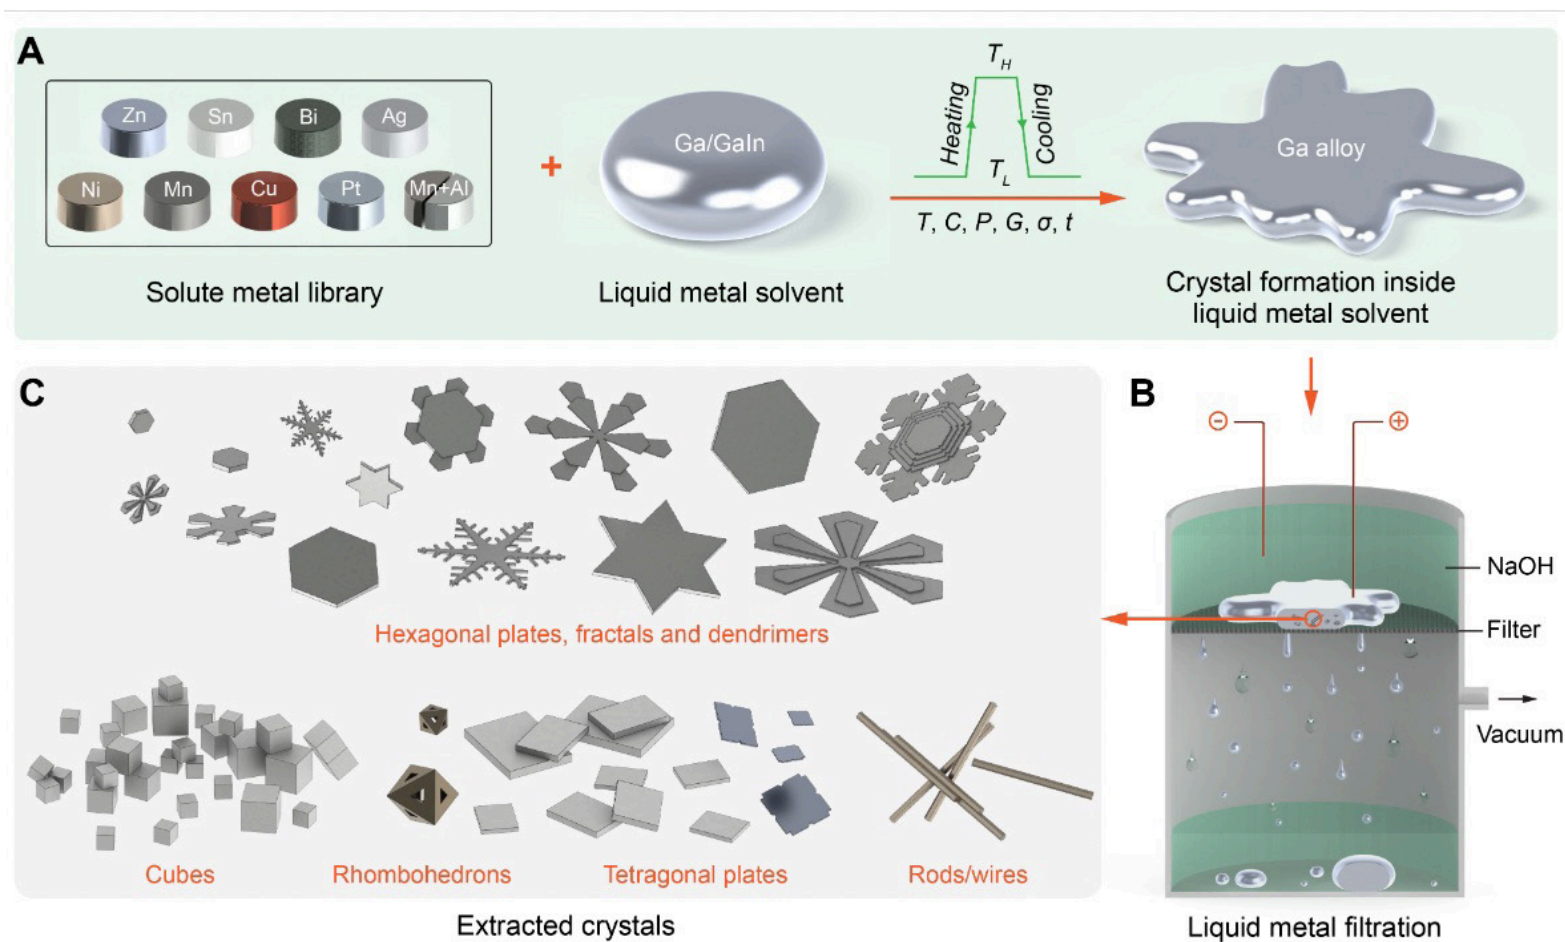 A
Zn
Sn
Bi
Ag
Ni
Mn
Cu
Pt
Mn+Al
Solute metal library
+
Ga/GaIn
Liquid metal solvent
T_H
Heating
Cooling
T_L
T, C, P, G, σ, t
Ga alloy
Crystal formation inside
liquid metal solvent
C
Hexagonal plates, fractals and dendrimers
Cubes
Rhombohedrons
Tetragonal plates
Rods/wires
Extracted crystals
B
−
+
NaOH
Filter
Vacuum
Liquid metal filtration